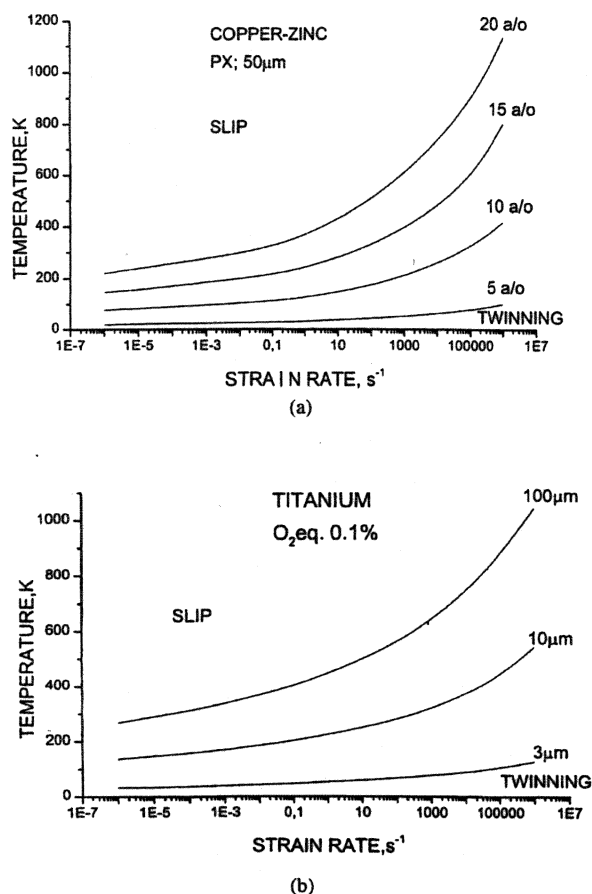 COPPER-ZINC
PX; 50μm
SLIP
20 a/o
15 a/o
10 a/o
5 a/o
TWINNING
TEMPERATURE,K
1200
1000
800
600
400
200
0
1E-7 1E-5 1E-3 0,1 10 1000 100000 1E7
STRAIN RATE, s⁻¹
(a)
TITANIUM
O₂eq. 0.1%
SLIP
100μm
10μm
3μm
TWINNING
TEMPERATURE,K
1000
800
600
400
200
0
1E-7 1E-5 1E-3 0,1 10 1000 100000 1E7
STRAIN RATE,s⁻¹
(b)